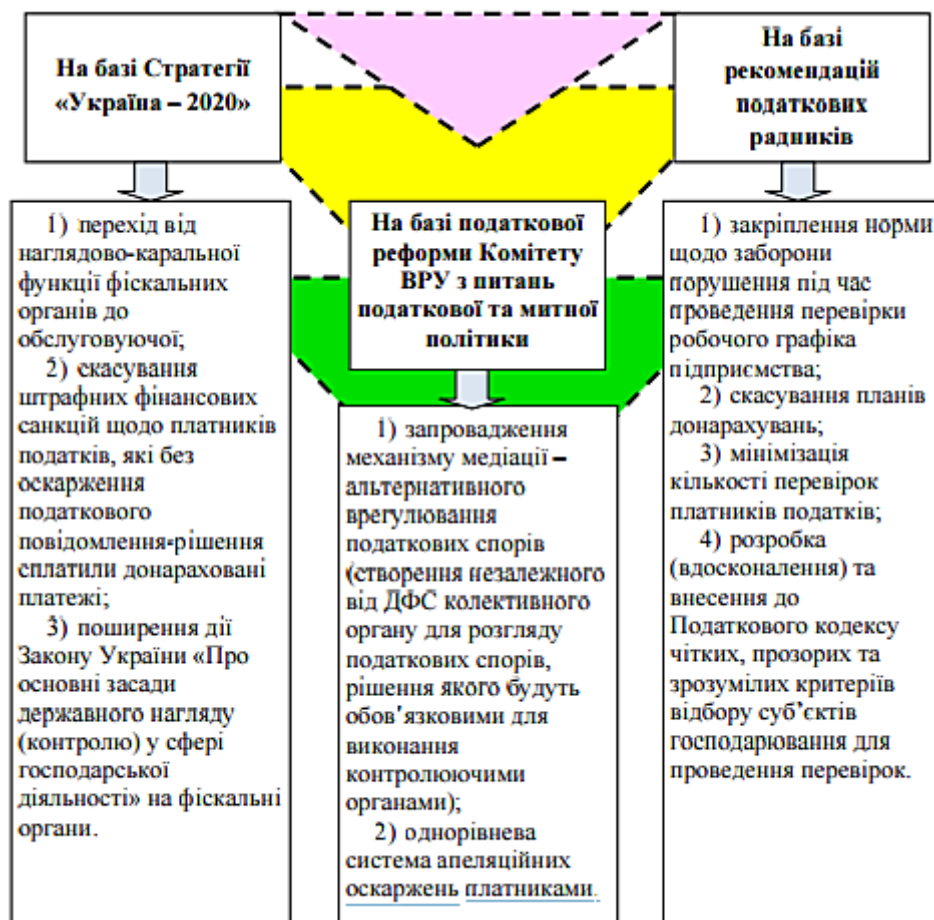 На базі Стратегії
«Україна – 2020»
1) перехід від
наглядово-каральної
функції фіскальних
органів до
обслуговуючої;
2) скасування
штрафних фінансових
санкцій щодо платників
податків, які без
оскарження
податкового
повідомлення-рішення
сплатили донараховані
платежі;
3) поширення дії
Закону України «Про
основні засади
державного нагляду
(контролю) у сфері
господарської
діяльності» на фіскальні
органи.
На базі податкової
реформи Комітету
ВРУ з питань
податкової та митної
політики
1) запровадження
механізму медіації –
альтернативного
врегулювання
податкових спорів
(створення незалежного
від ДФС колективного
органу для розгляду
податкових спорів,
рішення якого будуть
обов’язковими для
виконання
контролюючими
органами);
2) однорівнева
система апеляційних
оскаржень платниками.
На базі
рекомендацій
податкових
радників
1) закріплення норми
щодо заборони
порушення під час
проведення перевірки
робочого графіка
підприємства;
2) скасування планів
донарахувань;
3) мінімізація
кількості перевірок
платників податків;
4) розробка
(вдосконалення) та
внесення до
Податкового кодексу
чітких, прозорих та
зрозумілих критеріїв
відбору суб’єктів
господарювання для
проведення перевірок.